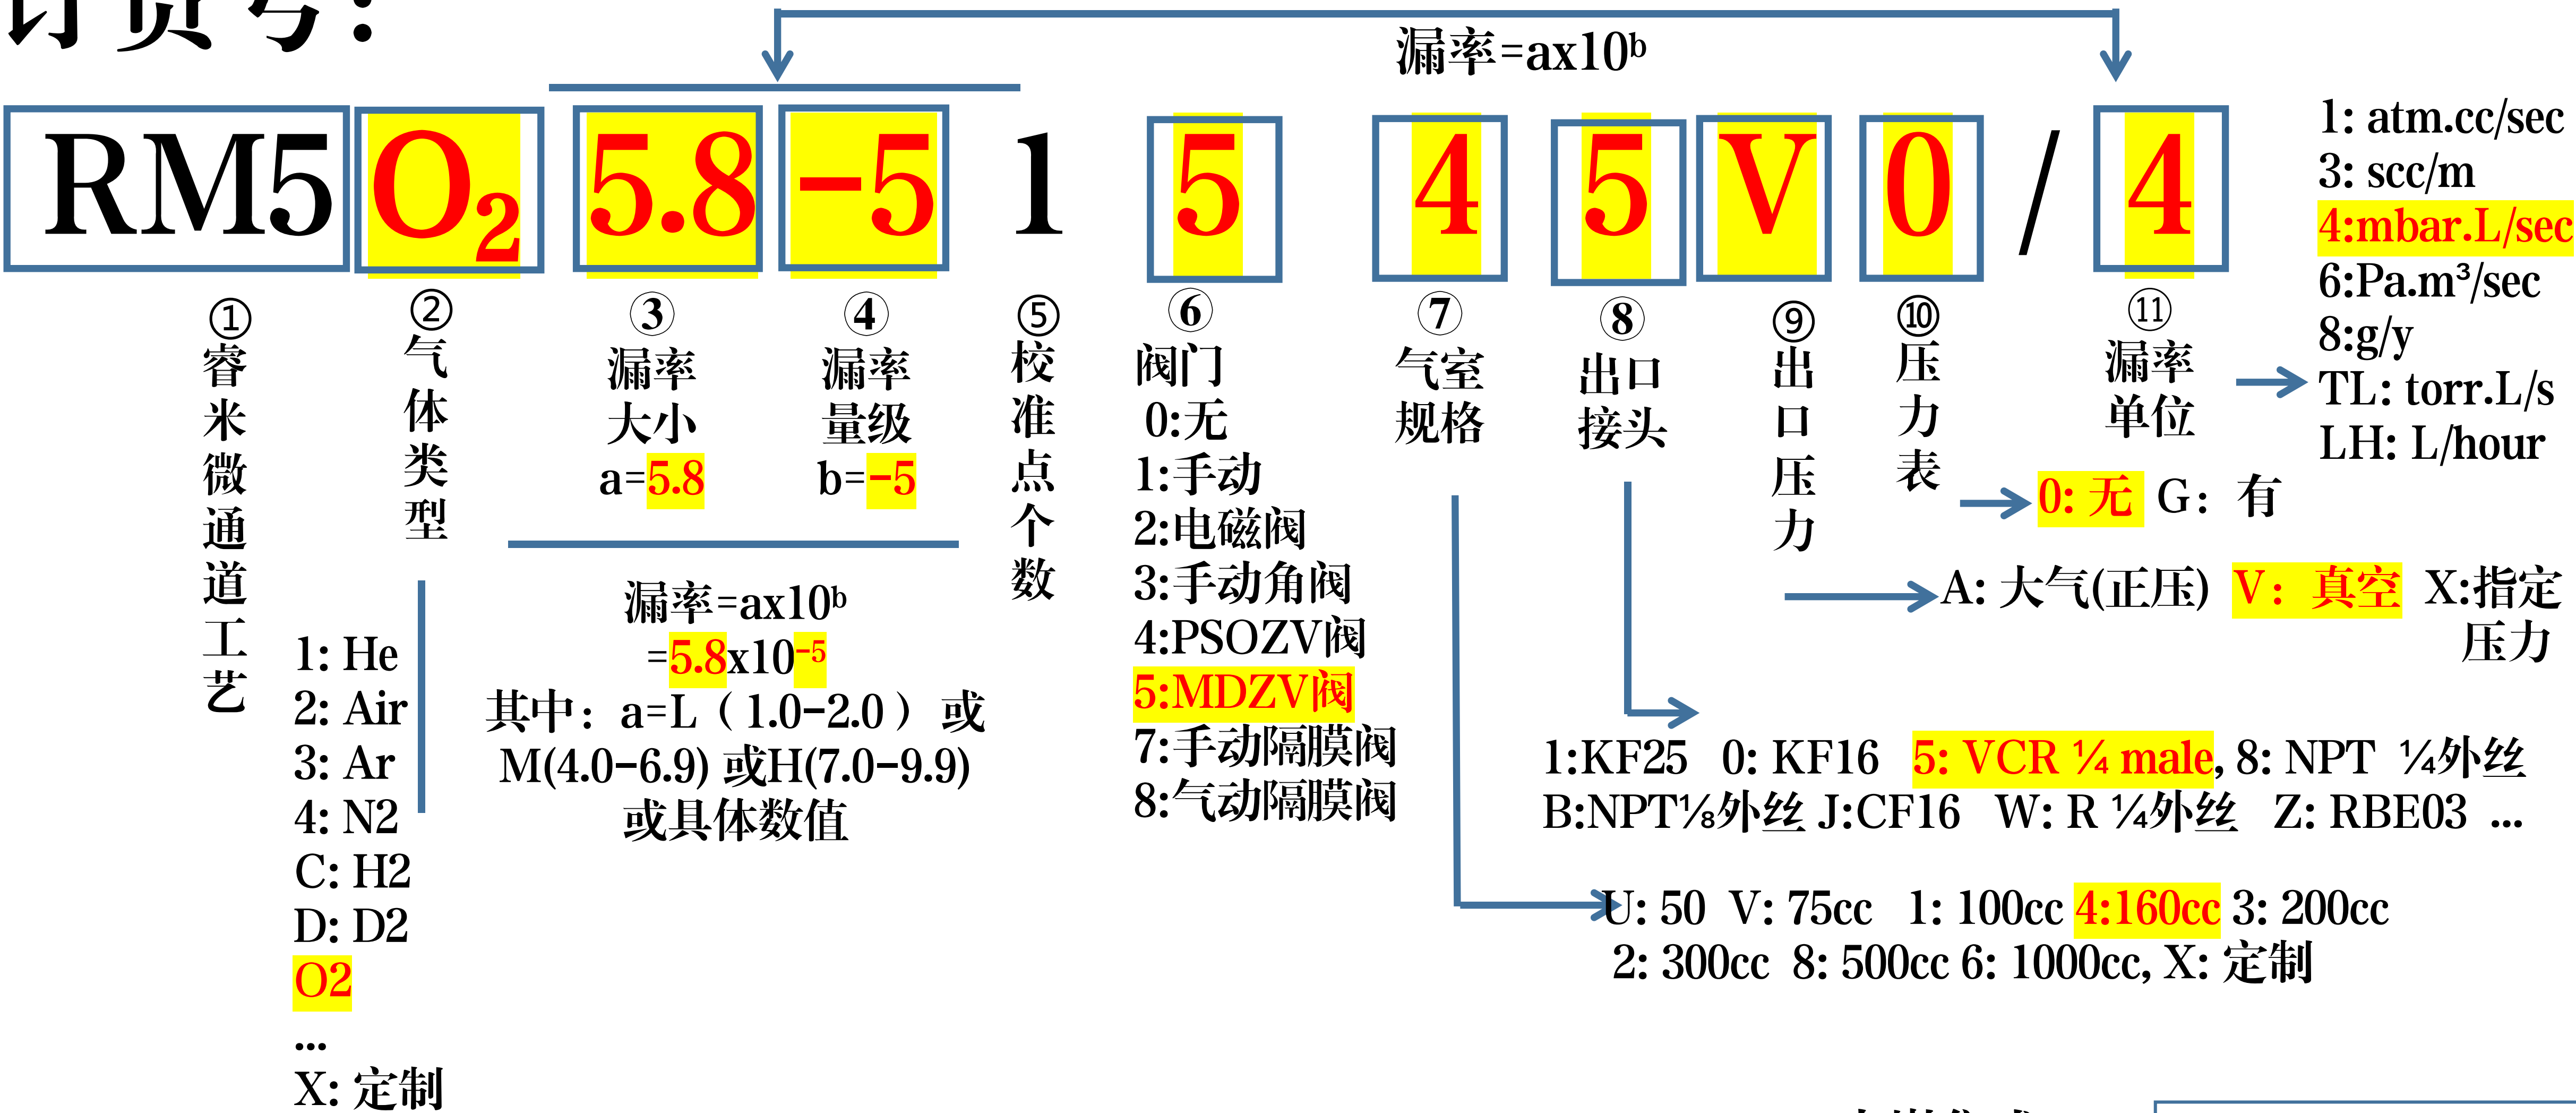 订货号:
漏率=ax10ᵇ
RM5 O₂ 5.8 -5 1 5 4 5 V 0 / 4
①
睿米微通道工艺
②
气体类型
1: He
2: Air
3: Ar
4: N2
C: H2
D: D2
O2
...
X: 定制
③
漏率
大小
a=5.8
④
漏率
量级
b=-5
漏率=ax10ᵇ
=5.8x10⁻⁵
其中: a=L（1.0-2.0）或
M(4.0-6.9) 或H(7.0-9.9)
或具体数值
⑤
校准点个数
⑥
阀门
0:无
1:手动
2:电磁阀
3:手动角阀
4:PSOZV阀
5:MDZV阀
7:手动隔膜阀
8:气动隔膜阀
⑦
气室
规格
U: 50 V: 75cc 1: 100cc 4:160cc 3: 200cc
2: 300cc 8: 500cc 6: 1000cc, X: 定制
⑧
出口
接头
1:KF25 0: KF16 5: VCR ¼ male, 8: NPT ¼外丝
B:NPT⅛外丝 J:CF16 W: R ¼外丝 Z: RBE03 ...
⑨
出口压力
A: 大气(正压) V: 真空 X:指定
压力
⑩
压力表
0: 无 G: 有
⑪
漏率
单位
1: atm.cc/sec
3: scc/m
4:mbar.L/sec
6:Pa.m³/sec
8:g/y
TL: torr.L/s
LH: L/hour